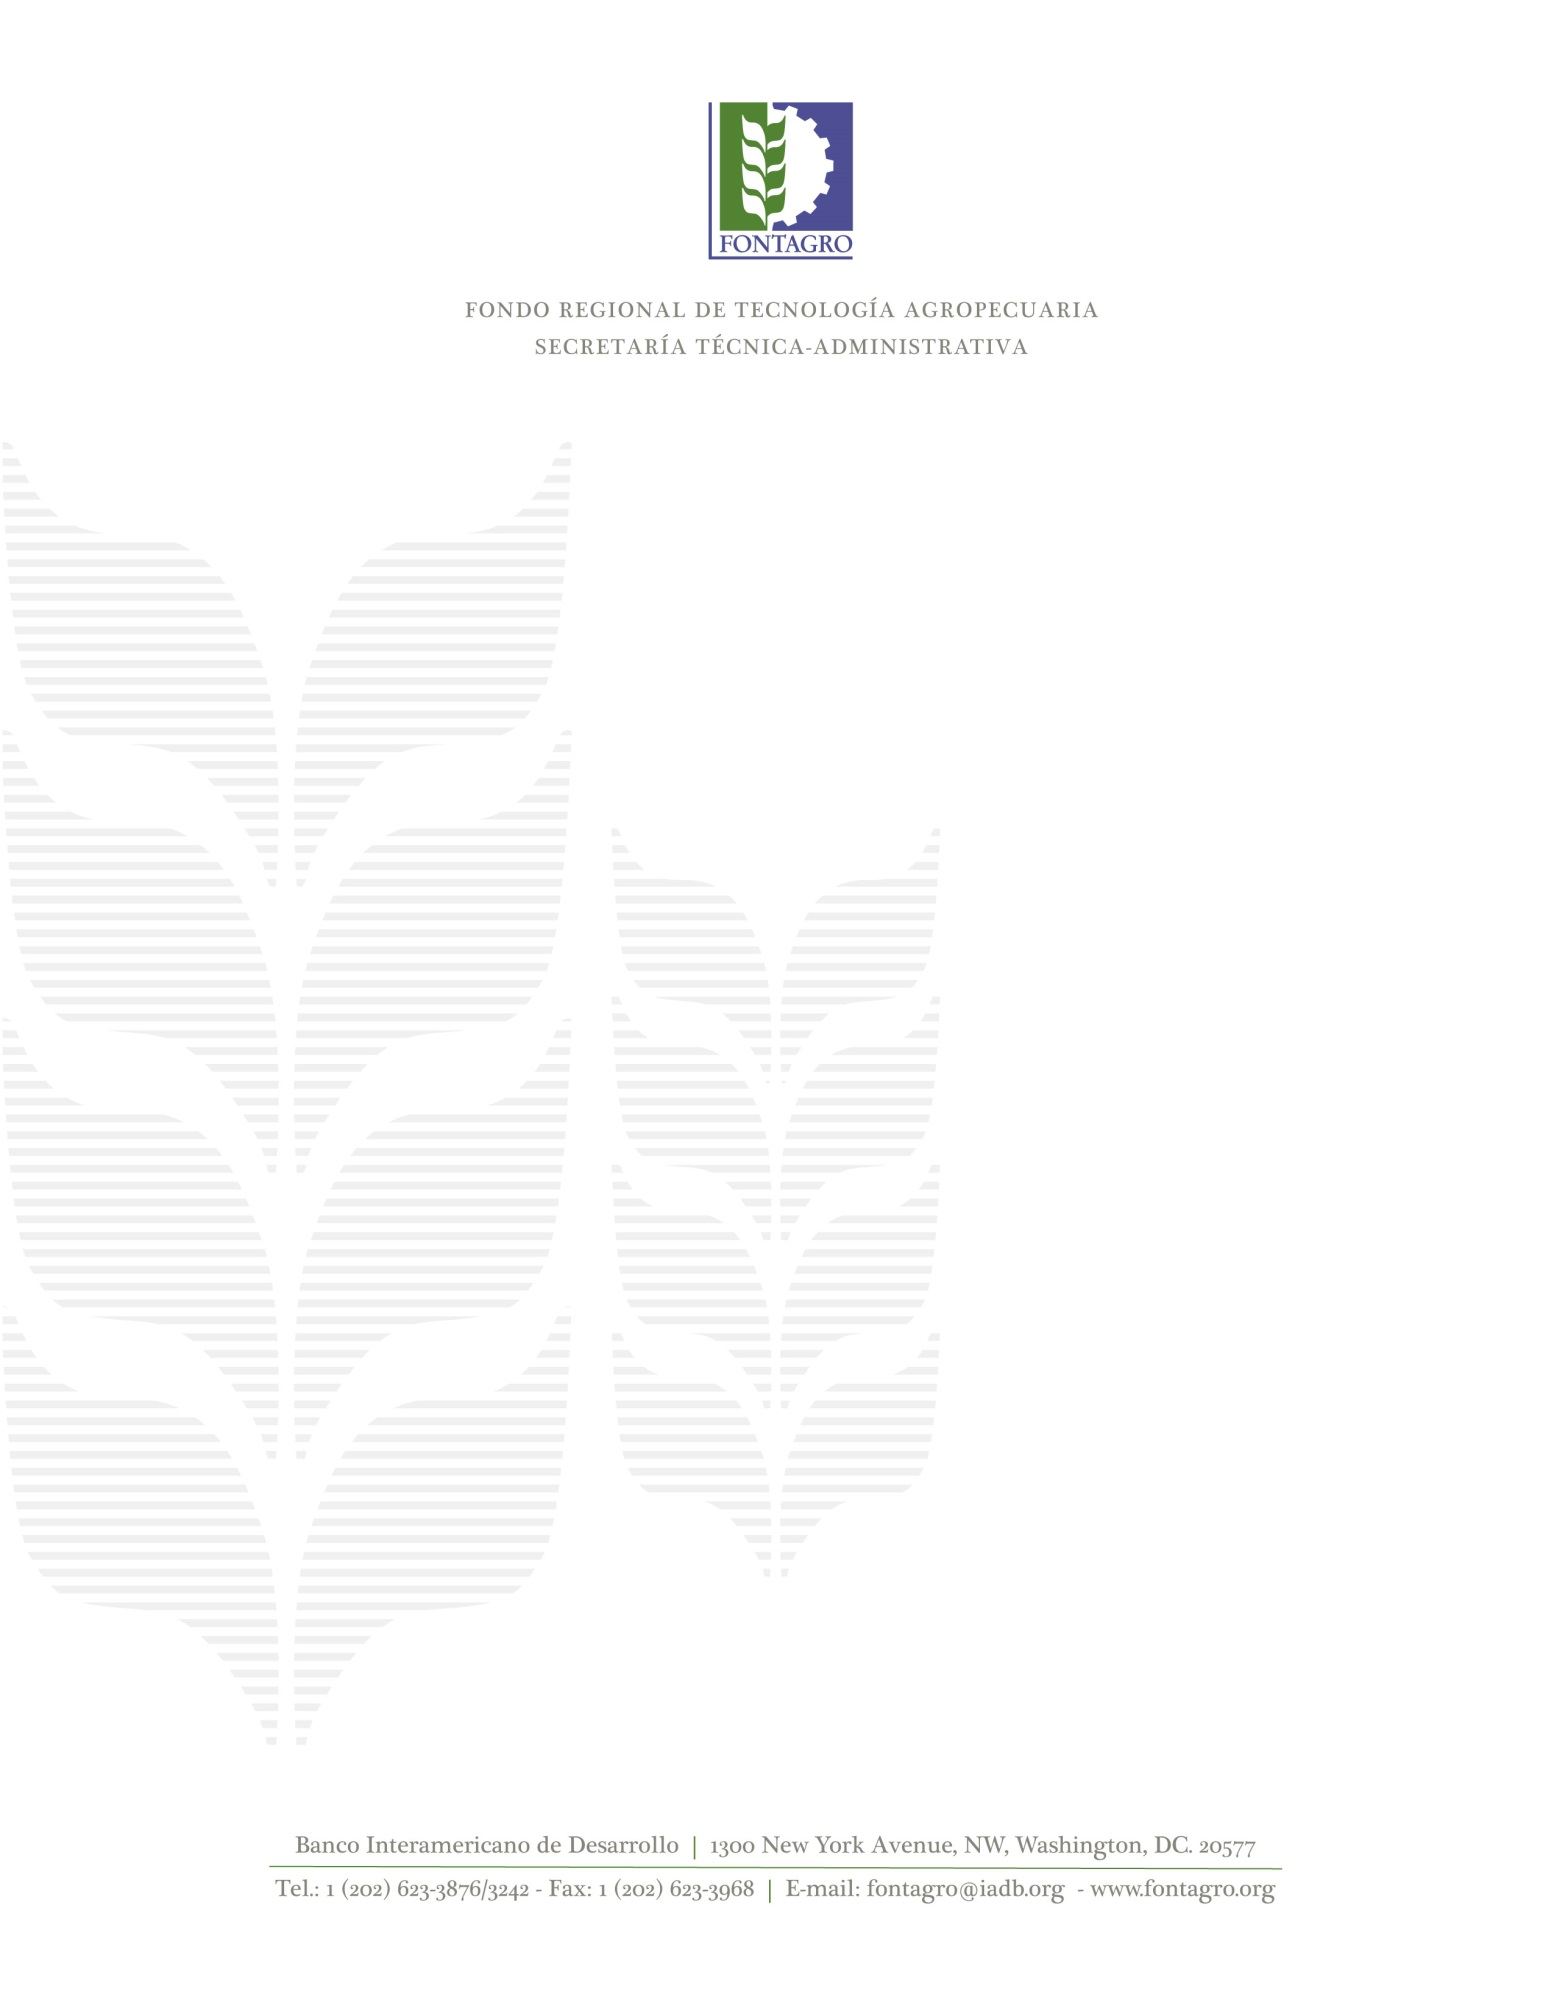 FONTAGRO
FONDO REGIONAL DE TECNOLOGÍA AGROPECUARIA
SECRETARÍA TÉCNICA-ADMINISTRATIVA
Banco Interamericano de Desarrollo | 1300 New York Avenue, NW, Washington, DC. 20577
Tel.: 1 (202) 623-3876/3242 - Fax: 1 (202) 623-3968 | E-mail: fontagro@iadb.org - www.fontagro.org